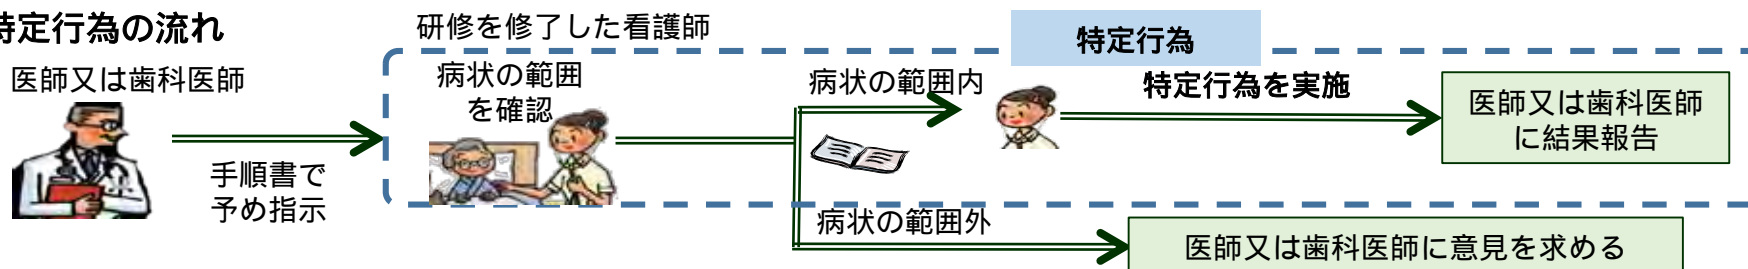 特定行為の流れ
医師又は歯科医師
手順書で
予め指示
研修を修了した看護師
病状の範囲
を確認
病状の範囲内
特定行為
特定行為を実施
医師又は歯科医師
に結果報告
病状の範囲外
医師又は歯科医師に意見を求める